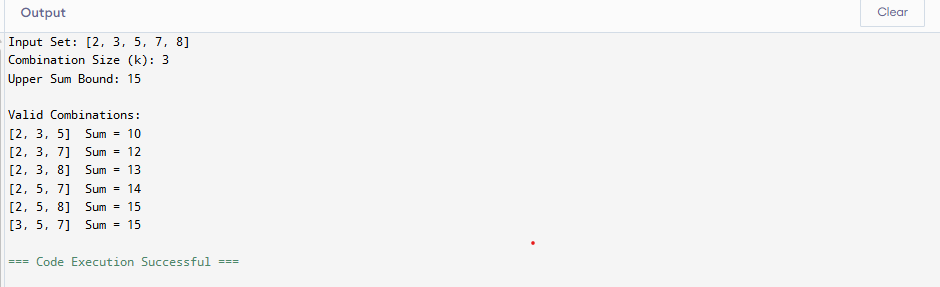 Output
Clear
Input Set: [2, 3, 5, 7, 8]
Combination Size (k): 3
Upper Sum Bound: 15
Valid Combinations:
[2, 3, 5]  Sum = 10
[2, 3, 7]  Sum = 12
[2, 3, 8]  Sum = 13
[2, 5, 7]  Sum = 14
[2, 5, 8]  Sum = 15
[3, 5, 7]  Sum = 15
=== Code Execution Successful ===